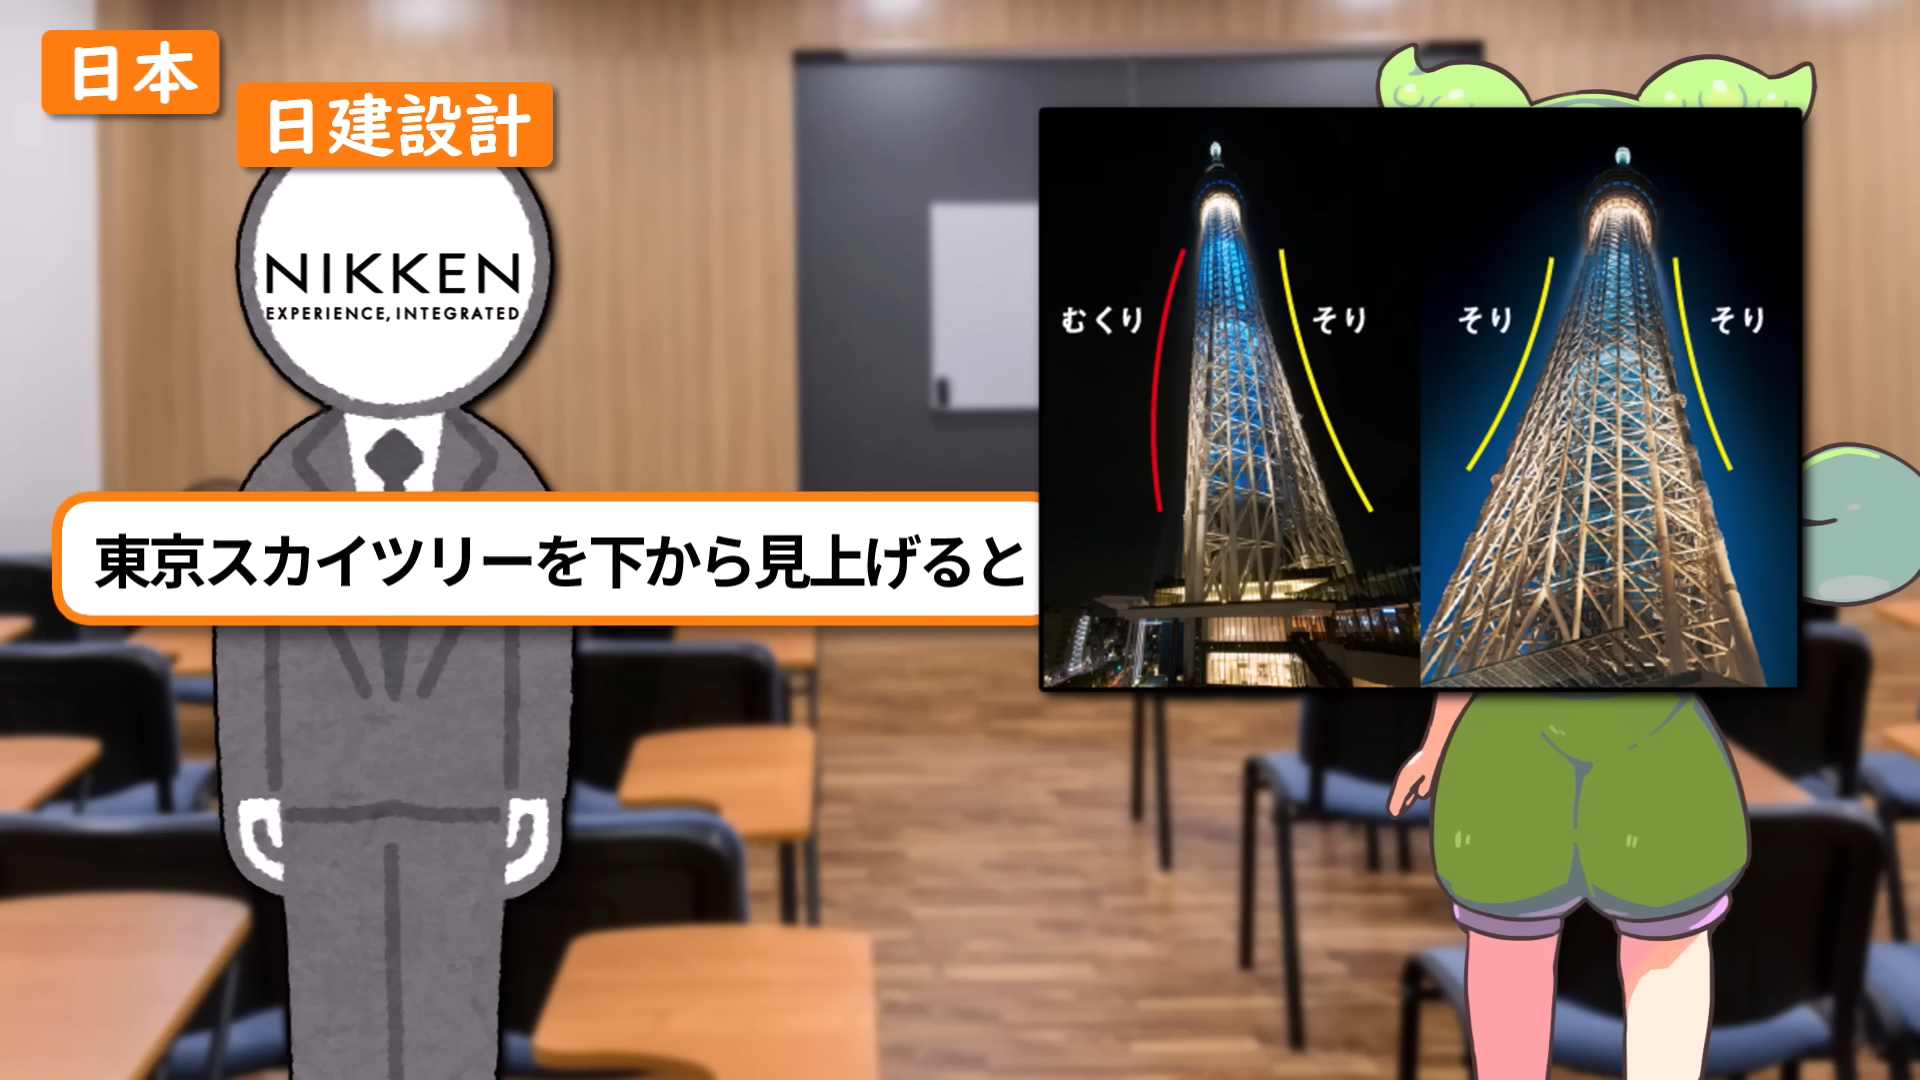 日本
日建設計
NIKKEN
EXPERIENCE, INTEGRATED
むくり
そり
そり
そり
東京スカイツリーを下から見上げると